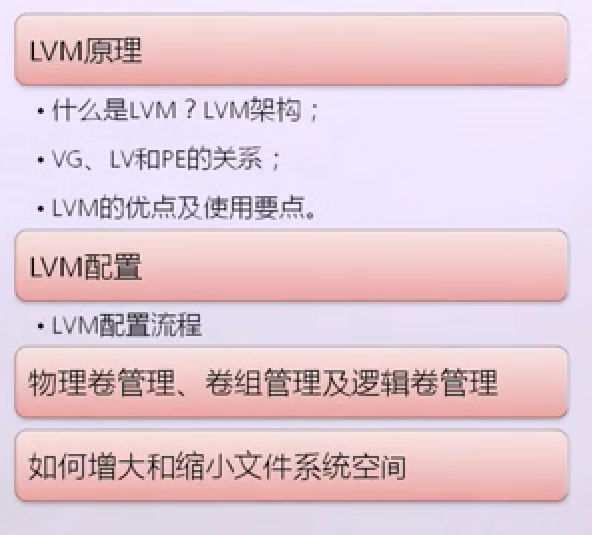 LVM原理
• 什么是LVM？LVM架构；
• VG、LV和PE的关系；
• LVM的优点及使用要点。
LVM配置
• LVM配置流程
物理卷管理、卷组管理及逻辑卷管理
如何增大和缩小文件系统空间